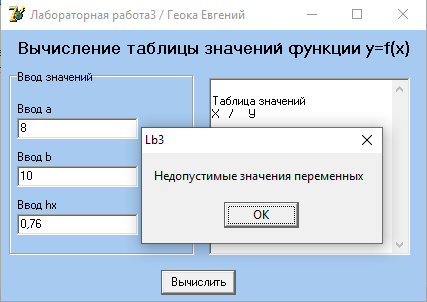 Лабораторная работа3 / Геока Евгений
Вычисление таблицы значений функции y=f(x)
Ввод значений
Ввод a
8
Ввод b
10
Ввод hx
0,76
Таблица значений
X / Y
Lb3
Недопустимые значения переменных
OK
Вычислить